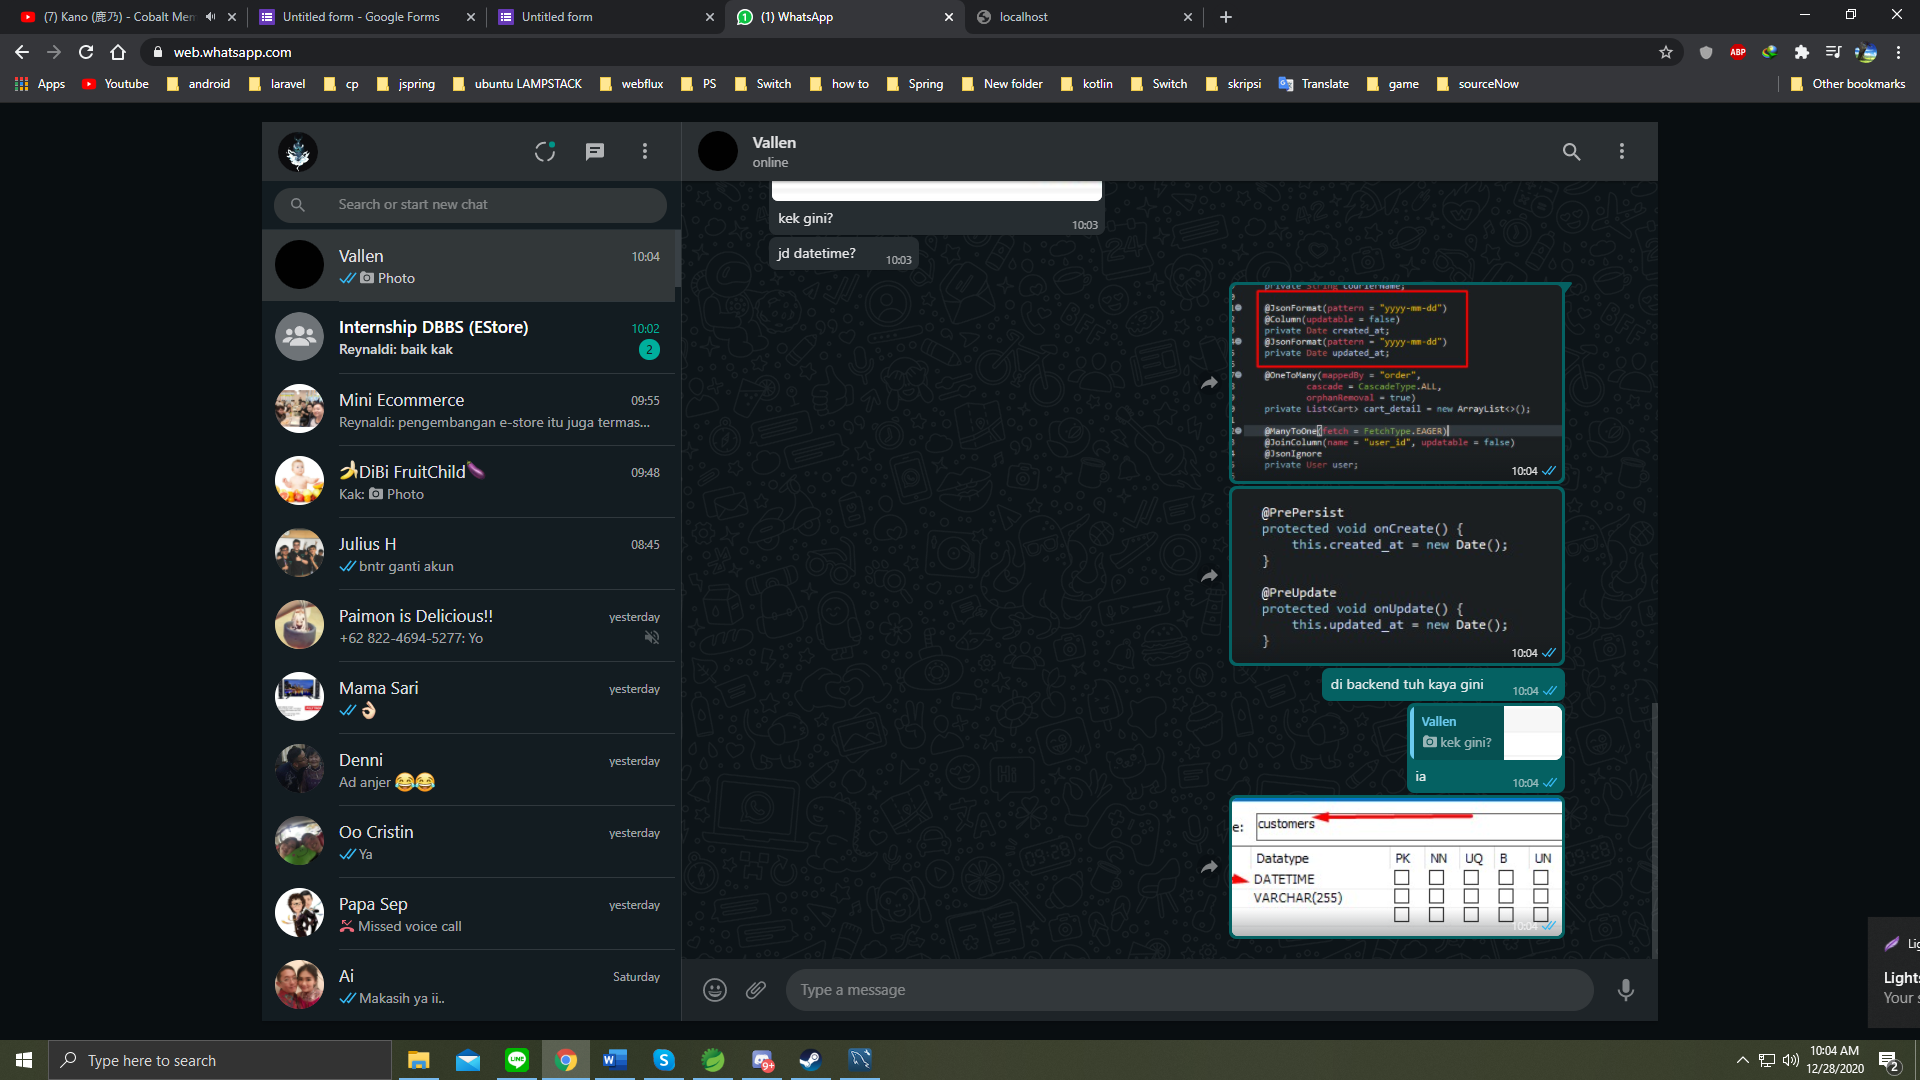 (7) Kano (鹿乃) - Cobalt Mem
Untitled form - Google Forms
Untitled form
(1) WhatsApp
localhost
web.whatsapp.com
ABP
Apps
Youtube
android
laravel
cp
jspring
ubuntu LAMPSTACK
webflux
PS
Switch
how to
Spring
New folder
kotlin
Switch
skripsi
Translate
game
sourceNow
Other bookmarks
Search or start new chat
Vallen
10:04
Photo
Internship DBBS (EStore)
10:02
Reynaldi: baik kak
2
Mini Ecommerce
09:55
Reynaldi: pengembangan e-store itu juga termas...
🍌DiBi FruitChild🍆
09:48
Kak: Photo
Julius H
08:45
bntr ganti akun
Paimon is Delicious!!
yesterday
+62 822-4694-5277: Yo
Mama Sari
yesterday
👌🏻
Denni
yesterday
Ad anjer 😂😂
Oo Cristin
yesterday
Ya
Papa Sep
yesterday
Missed voice call
Ai
Saturday
Makasih ya ii..
Vallen
online
kek gini?
10:03
jd datetime?
10:03
private String courierName;
@JsonFormat(pattern = "yyyy-mm-dd")
@Column(updatable = false)
private Date created_at;
@JsonFormat(pattern = "yyyy-mm-dd")
private Date updated_at;
@OneToMany(mappedBy = "order",
cascade = CascadeType.ALL,
orphanRemoval = true)
private List<Cart> cart_detail = new ArrayList<>();
@ManyToOne(fetch = FetchType.EAGER)
@JoinColumn(name = "user_id", updatable = false)
@JsonIgnore
private User user;
10:04
@PrePersist
protected void onCreate() {
this.created_at = new Date();
}
@PreUpdate
protected void onUpdate() {
this.updated_at = new Date();
}
10:04
di backend tuh kaya gini
10:04
Vallen
kek gini?
ia
10:04
e: customers
Datatype PK NN UQ B UN
DATETIME
VARCHAR(255)
10:04
Type a message
Lights
Your s
Type here to search
9+
10:04 AM
12/28/2020
2